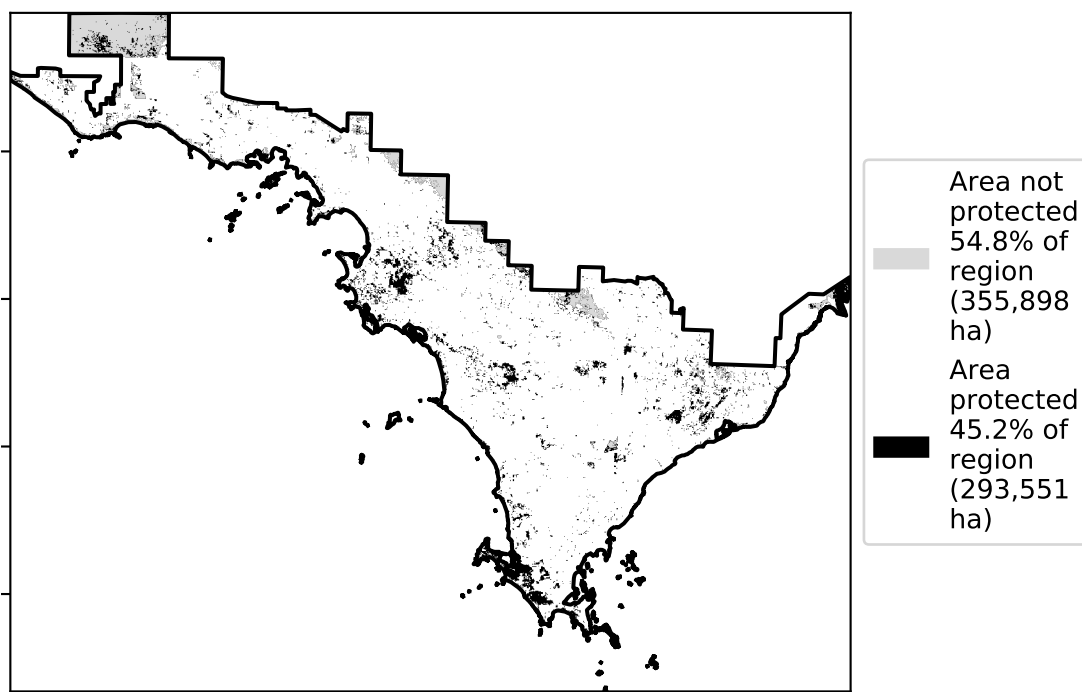 Area not
protected
54.8% of
region
(355,898
ha)
Area
protected
45.2% of
region
(293,551
ha)